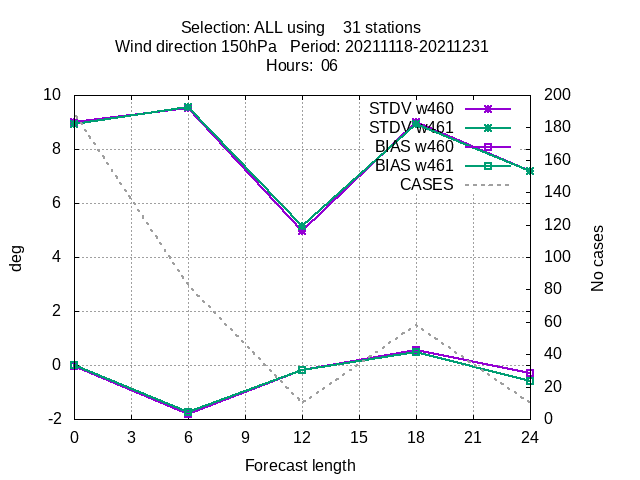 Selection: ALL using    31 stations
Wind direction 150hPa   Period: 20211118-20211231
Hours:  06
STDV w460
STDV w461
BIAS w460
BIAS w461
CASES
10
8
6
4
2
0
-2
deg
200
180
160
140
120
100
80
60
40
20
0
No cases
0 3 6 9 12 15 18 21 24
Forecast length